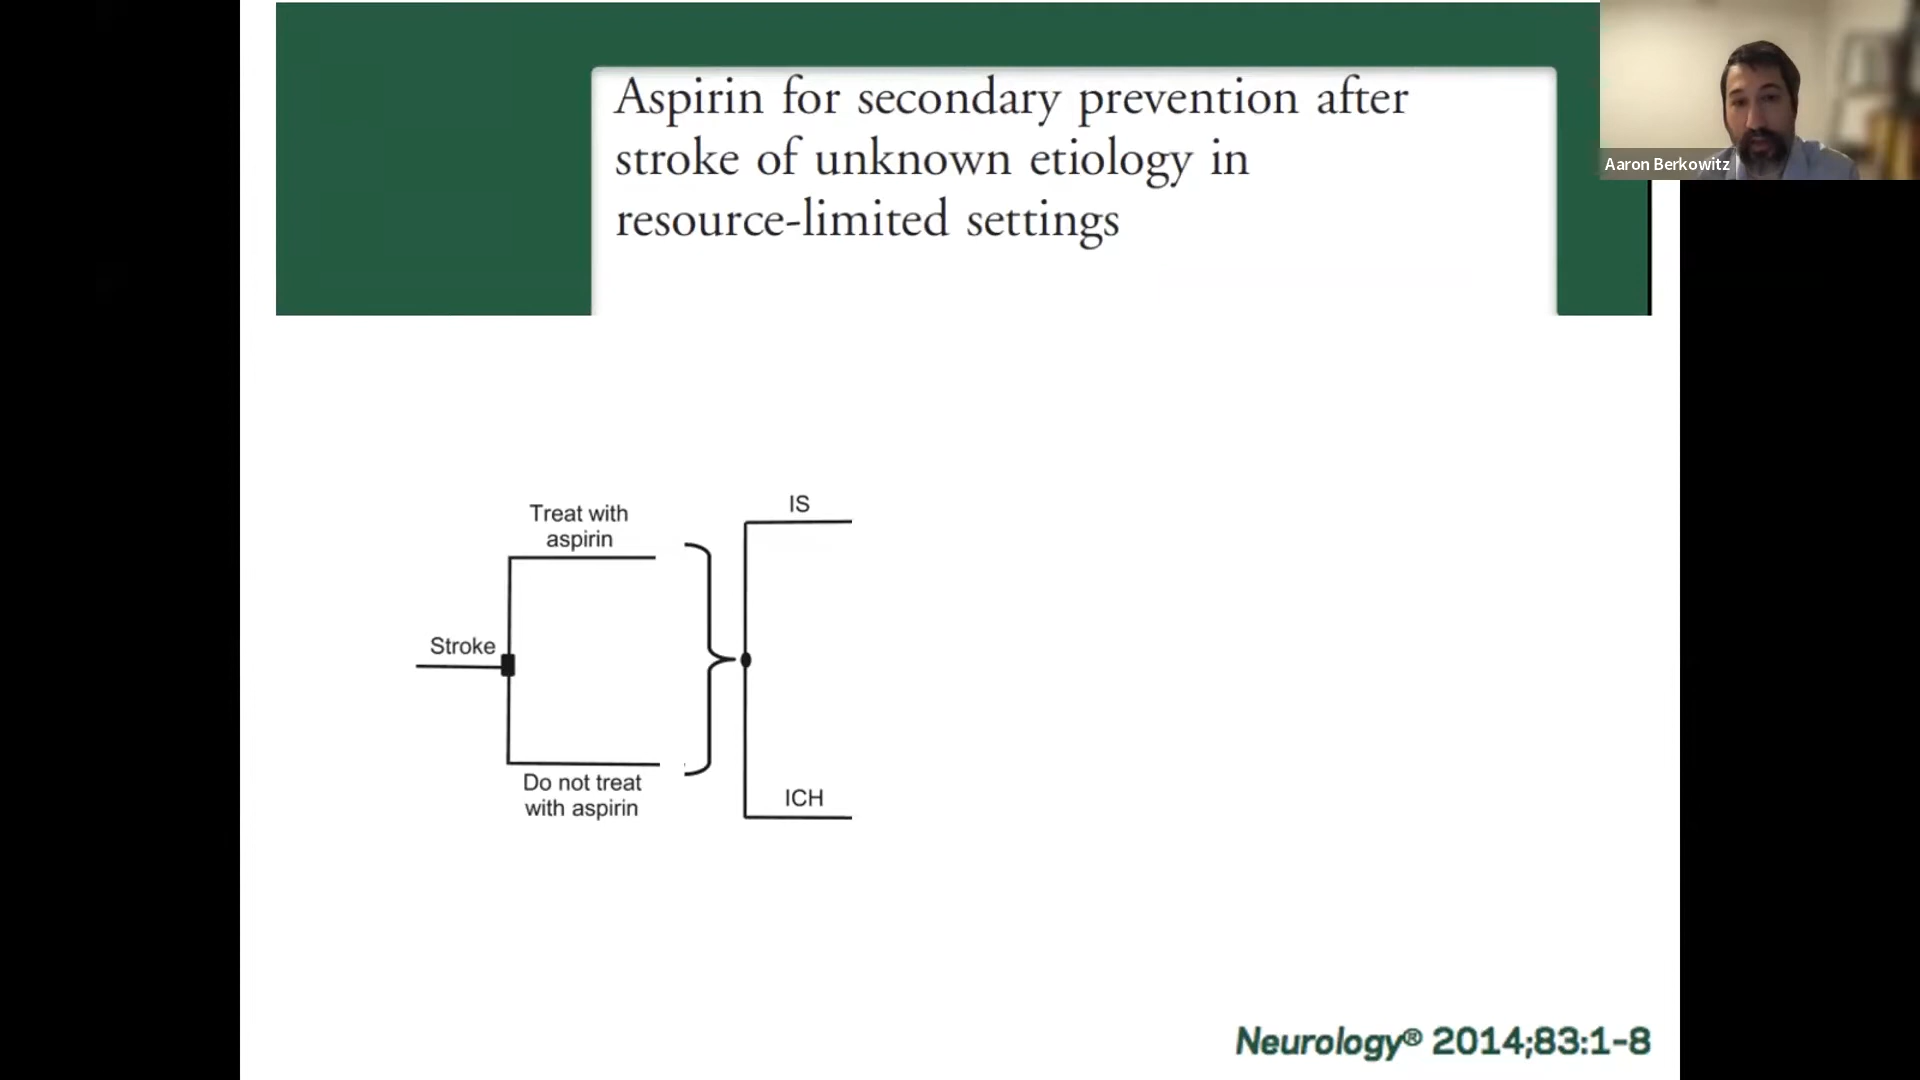 Aspirin for secondary prevention after
stroke of unknown etiology in
resource-limited settings
Aaron Berkowitz
Treat with
aspirin
IS
Stroke
Do not treat
with aspirin
ICH
Neurology® 2014;83:1-8